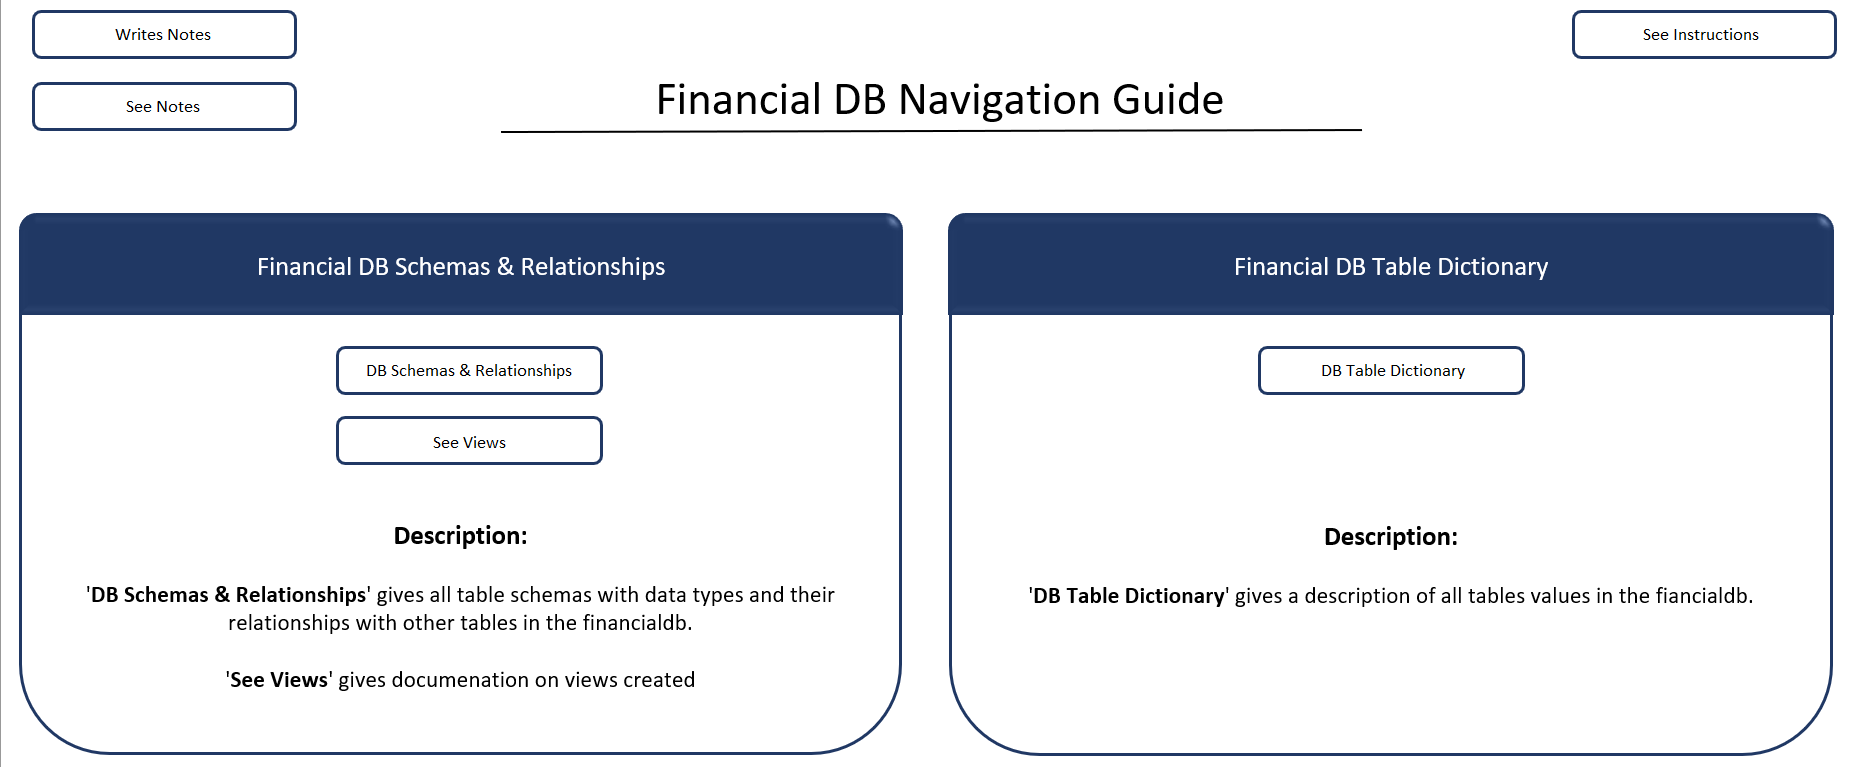 Writes Notes
See Instructions
See Notes
Financial DB Navigation Guide
Financial DB Schemas & Relationships
DB Schemas & Relationships
See Views
Description:
'DB Schemas & Relationships' gives all table schemas with data types and their
relationships with other tables in the financialdb.
'See Views' gives documenation on views created
Financial DB Table Dictionary
DB Table Dictionary
Description:
'DB Table Dictionary' gives a description of all tables values in the fiancialdb.